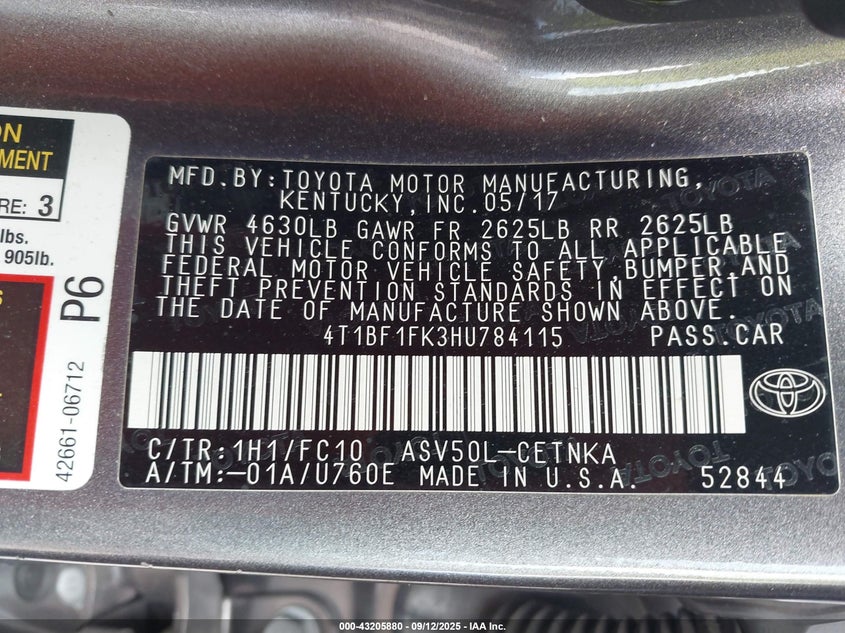 ON
MENT
RE: 3
lbs.
905lb.
S
P6
42661-06712
MFD.BY:TOYOTA MOTOR MANUFACTURING,
KENTUCKY,INC.05/17
GVWR 4630LB GAWR FR 2625LB RR 2625LB
THIS VEHICLE CONFORMS TO ALL APPLICABLE
FEDERAL MOTOR VEHICLE SAFETY,BUMPER,AND
THEFT PREVENTION STANDARDS IN EFFECT ON
THE DATE OF MANUFACTURE SHOWN ABOVE.
4T1BF1FK3HU784115 PASS.CAR
C/TR:1H1/FC10 ASV50L-CETNKA
A/TM:-01A/U760E MADE IN U.S.A. 52844
000-43205880 - 09/12/2025 - IAA Inc.